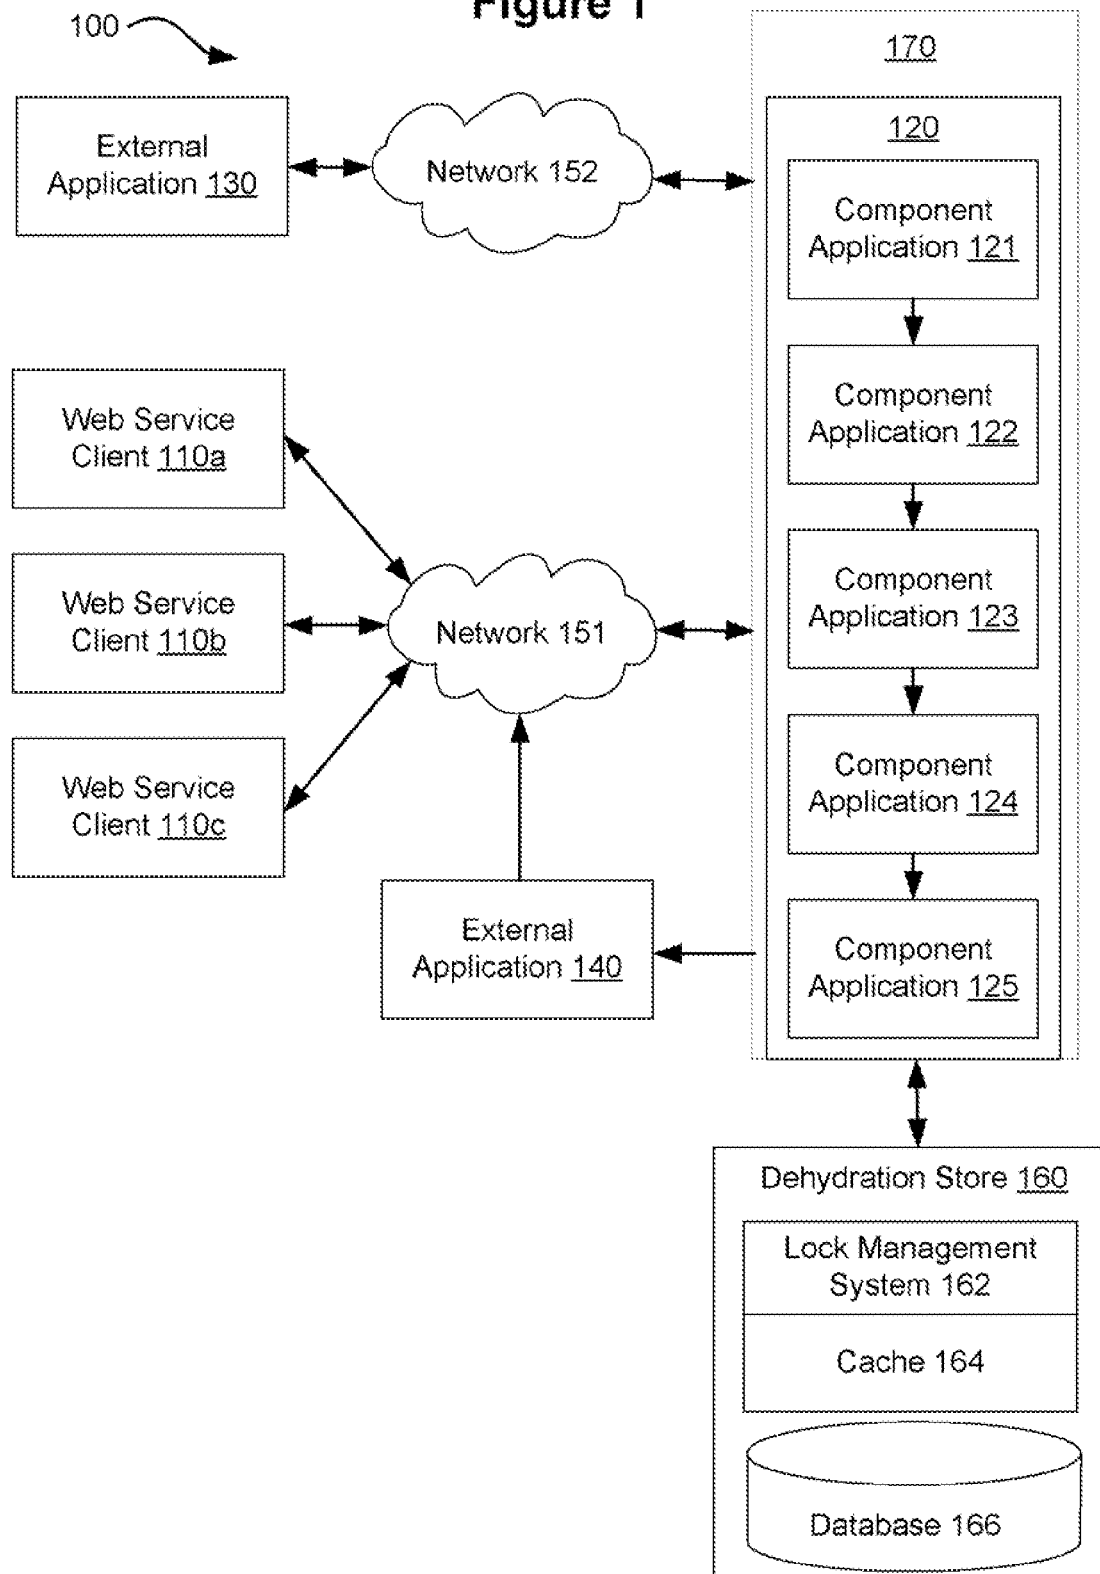 Figure 1
100
170
120
External
Application 130
Network 152
Component
Application 121
Component
Application 122
Web Service
Client 110a
Component
Application 123
Web Service
Client 110b
Network 151
Component
Application 124
Web Service
Client 110c
External
Application 140
Component
Application 125
Dehydration Store 160
Lock Management
System 162
Cache 164
Database 166